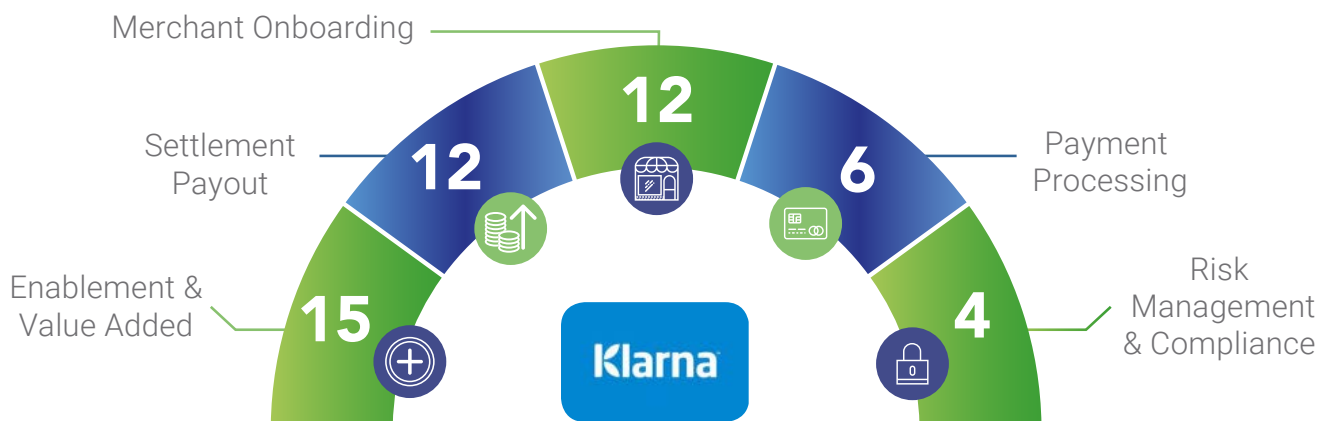 Merchant Onboarding
12
Settlement
Payout
12
6
Payment
Processing
Enablement &
Value Added
15
4
Risk
Management
& Compliance
Klarna